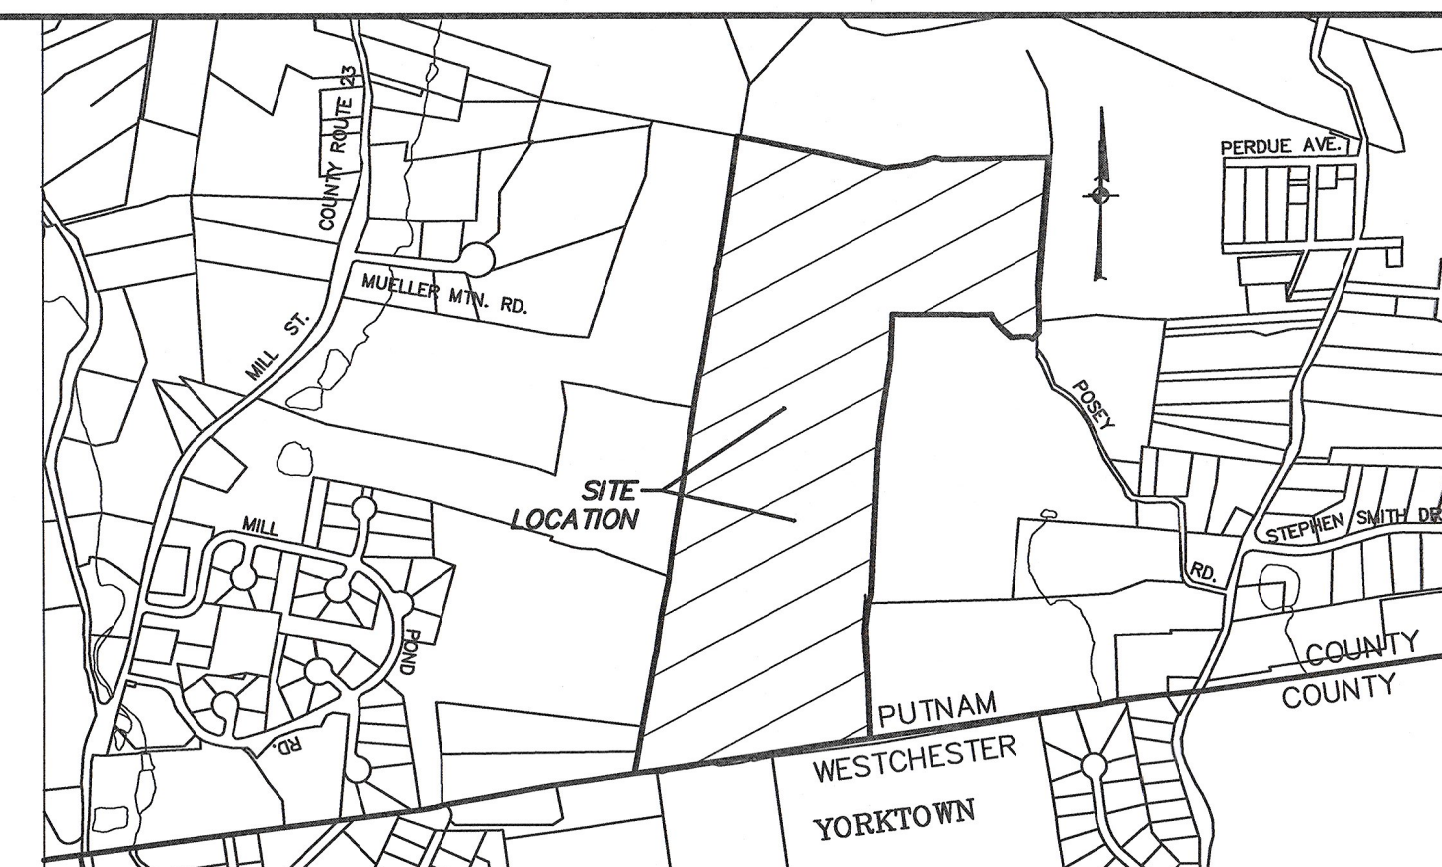 COUNTY ROUTE 23
PERDUE AVE.
MUELLER MTN. RD.
MILL ST.
POSEY
SITE
LOCATION
MILL
STEPHEN SMITH DR
RD.
POND
COUNTY
COUNTY
PUTNAM
RD.
WESTCHESTER
YORKTOWN